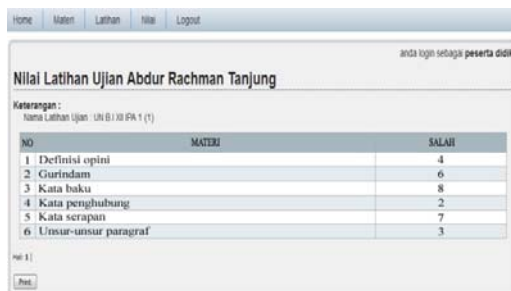 Home Materi Latihan Nilai Logout
anda login sebagai peserta didik
Nilai Latihan Ujian Abdur Rachman Tanjung
Keterangan :
Nama Latihan Ujian : UN B.I XII IPA 1 (1)
NO MATERI SALAH
1 Definisi opini 4
2 Gurindam 6
3 Kata baku 8
4 Kata penghubung 2
5 Kata serapan 7
6 Unsur-unsur paragraf 3
Hal: 1 |
Print